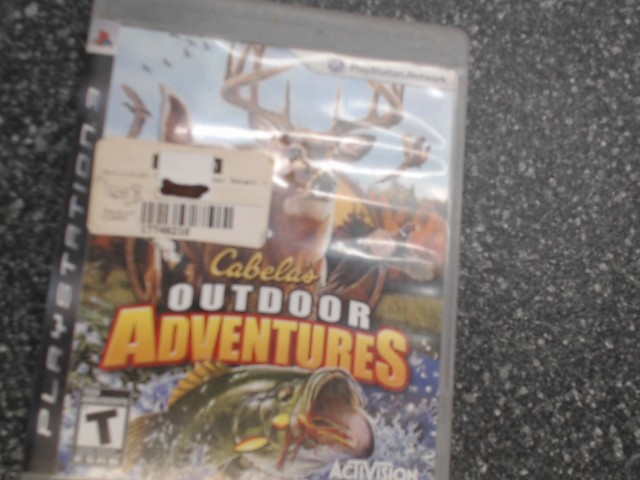 PlayStation Network
PLAYSTATION 3
Cabela's
OUTDOOR
ADVENTURES
T
ACTIVISION